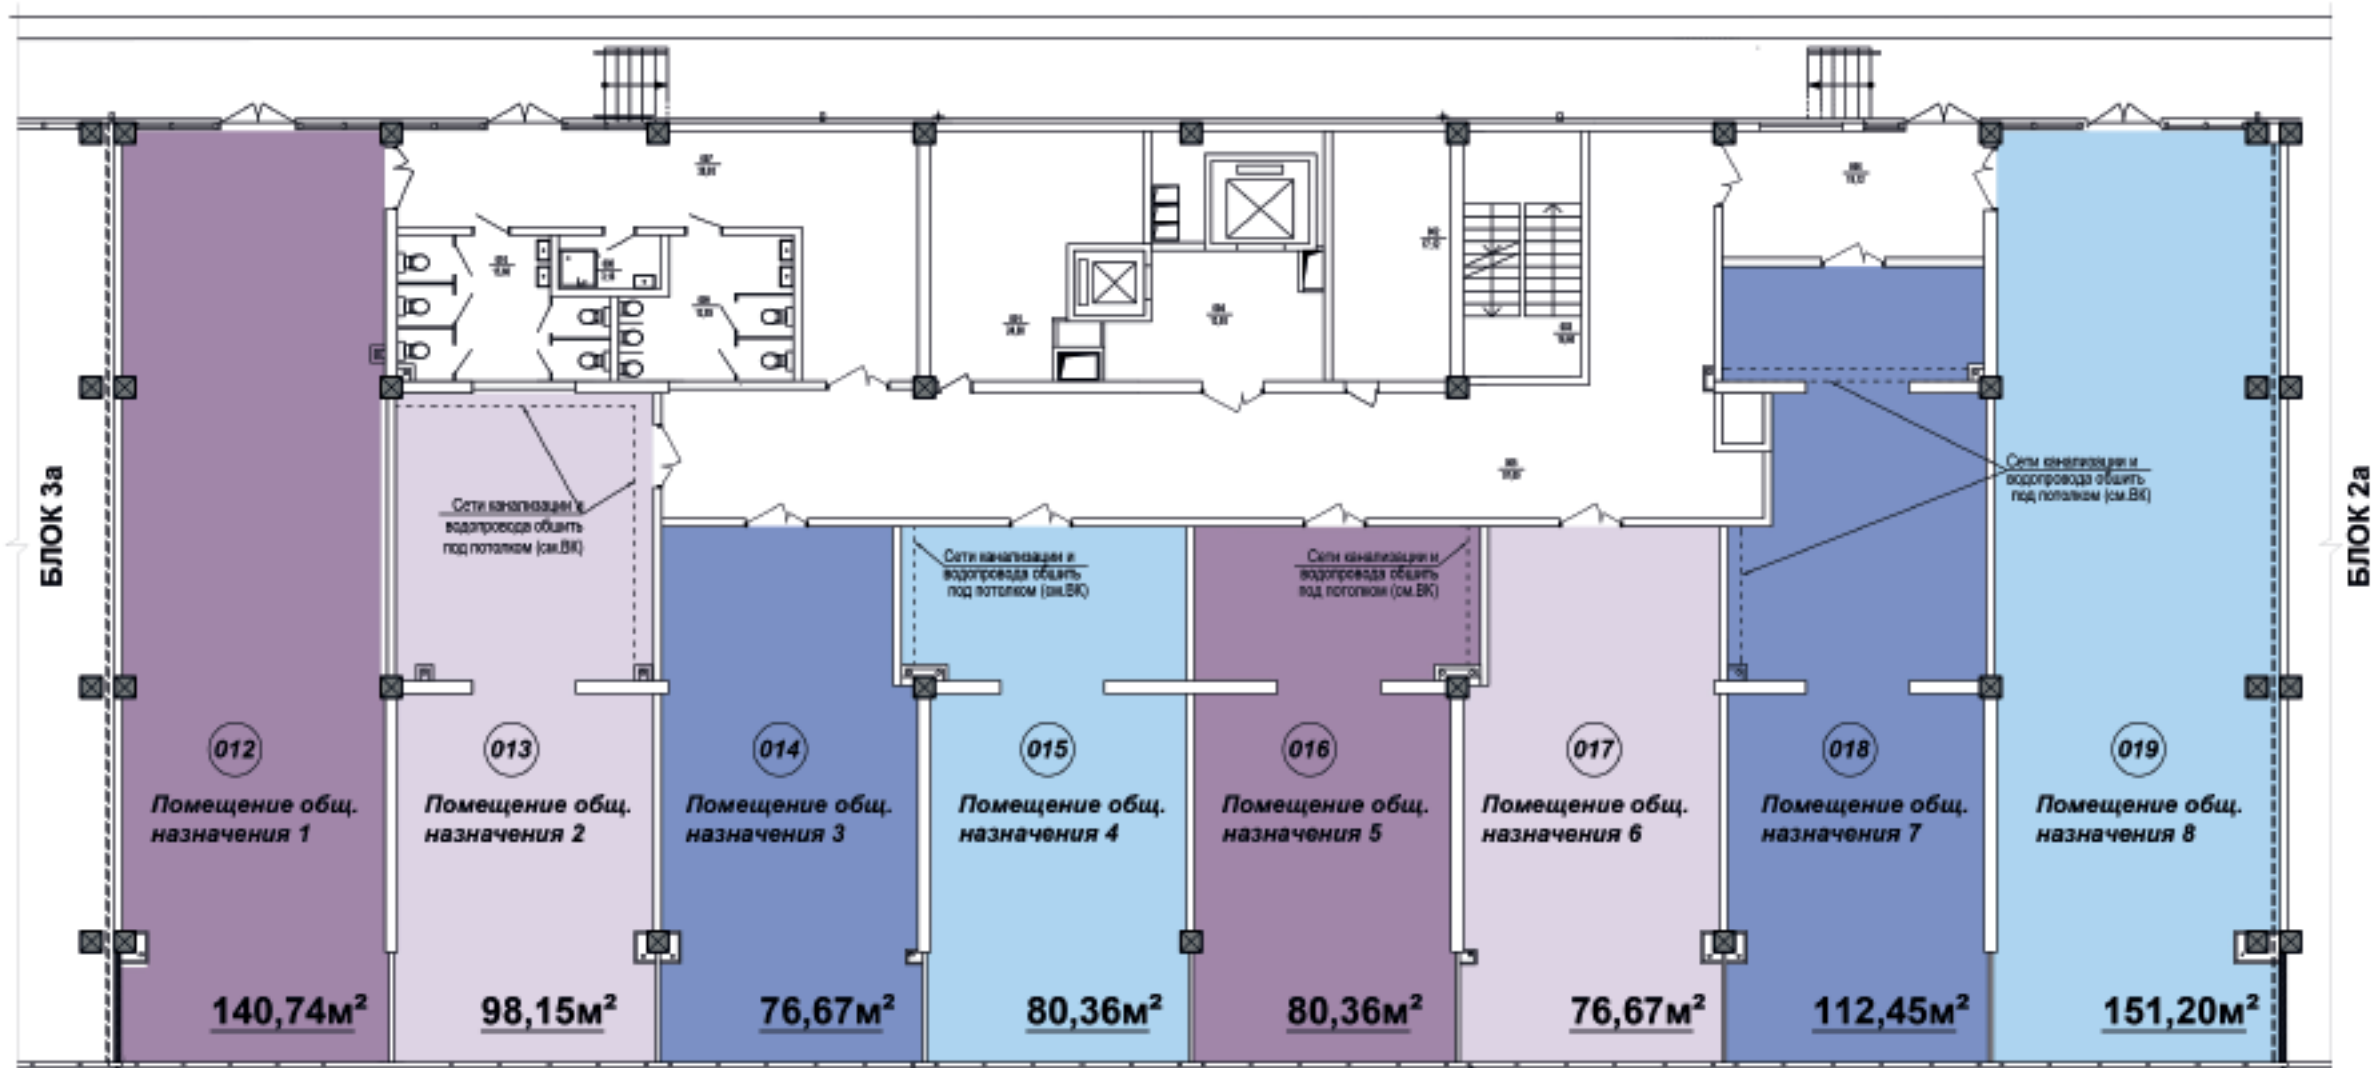 БЛОК 3а
БЛОК 2а
Сети канализации и
водопровода обшить
под потолком (см.ВК)
Сети канализации и
водопровода обшить
под потолком (см.ВК)
Сети канализации и
водопровода обшить
под потолком (см.ВК)
Сети канализации и
водопровода обшить
под потолком (см.ВК)
012
Помещение общ.
назначения 1
140,74м²
013
Помещение общ.
назначения 2
98,15м²
014
Помещение общ.
назначения 3
76,67м²
015
Помещение общ.
назначения 4
80,36м²
016
Помещение общ.
назначения 5
80,36м²
017
Помещение общ.
назначения 6
76,67м²
018
Помещение общ.
назначения 7
112,45м²
019
Помещение общ.
назначения 8
151,20м²